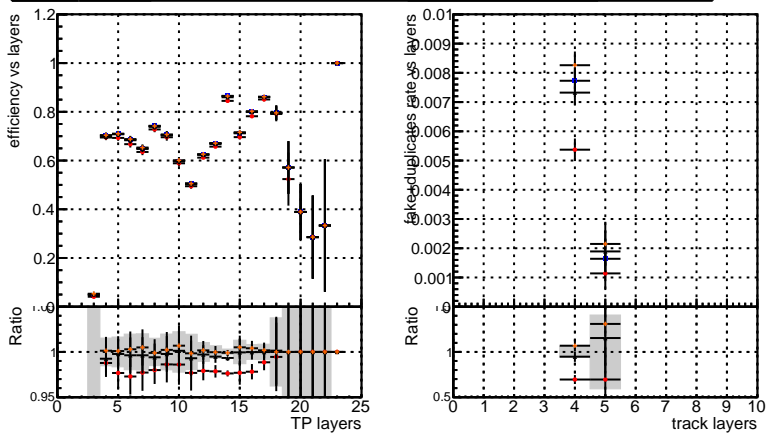 1.2
1
0.8
0.6
0.4
0.2
0
efficiency vs layers
Ratio
1
0.95
0 5 10 15 20 25
TP layers
0.01
0.009
0.008
0.007
0.006
0.005
0.004
0.003
0.002
0.001
fake+duplicates rate vs layers
Ratio
1
0.5
0 1 2 3 4 5 6 7 8 9 10
track layers